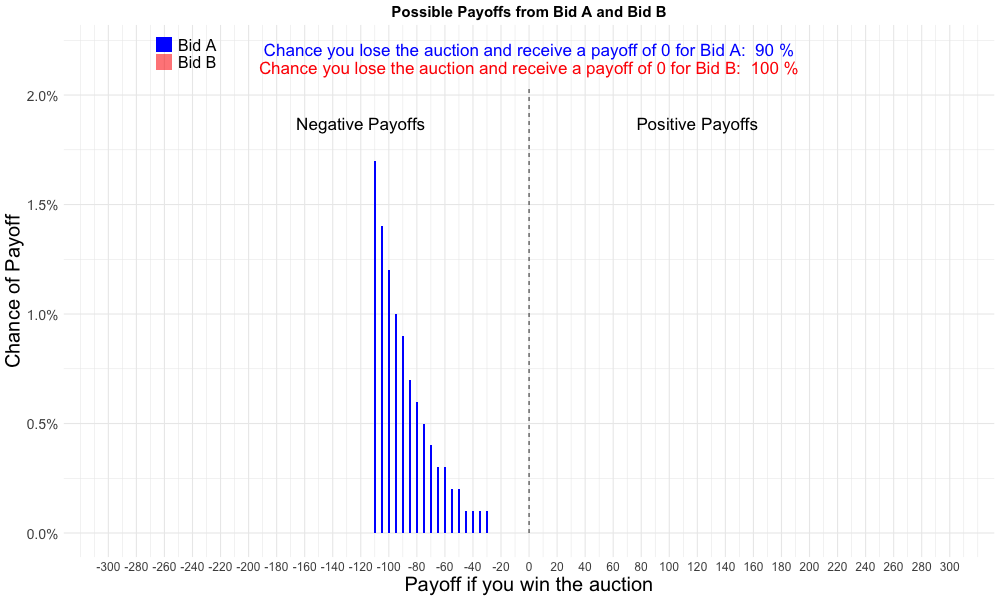 Possible Payoffs from Bid A and Bid B
Bid A
Bid B
Chance you lose the auction and receive a payoff of 0 for Bid A:  90 %
Chance you lose the auction and receive a payoff of 0 for Bid B:  100 %
Negative Payoffs
Positive Payoffs
Chance of Payoff
2.0%
1.5%
1.0%
0.5%
0.0%
-300 -280 -260 -240 -220 -200 -180 -160 -140 -120 -100 -80 -60 -40 -20 0 20 40 60 80 100 120 140 160 180 200 220 240 260 280 300
Payoff if you win the auction